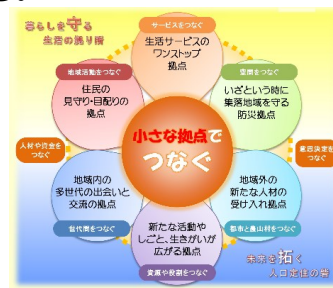 暮らしを守る
生活の拠り所
サービスをつなぐ
生活サービスの
ワンストップ
拠点
地域活動をつなぐ
住民の
見守り・目配りの
拠点
空間をつなぐ
いざという時に
集落地域を守る
防災拠点
人材や資金を
つなぐ
小さな拠点で
つなぐ
意思決定を
つなぐ
地域内の
多世代の出会いと
交流の拠点
世代間をつなぐ
地域外の
新たな人材の
受け入れ拠点
都市と農山村をつなぐ
新たな活動や
しごと、生きがいが
広がる拠点
資源や役割をつなぐ
未来を拓く
人口定住の砦